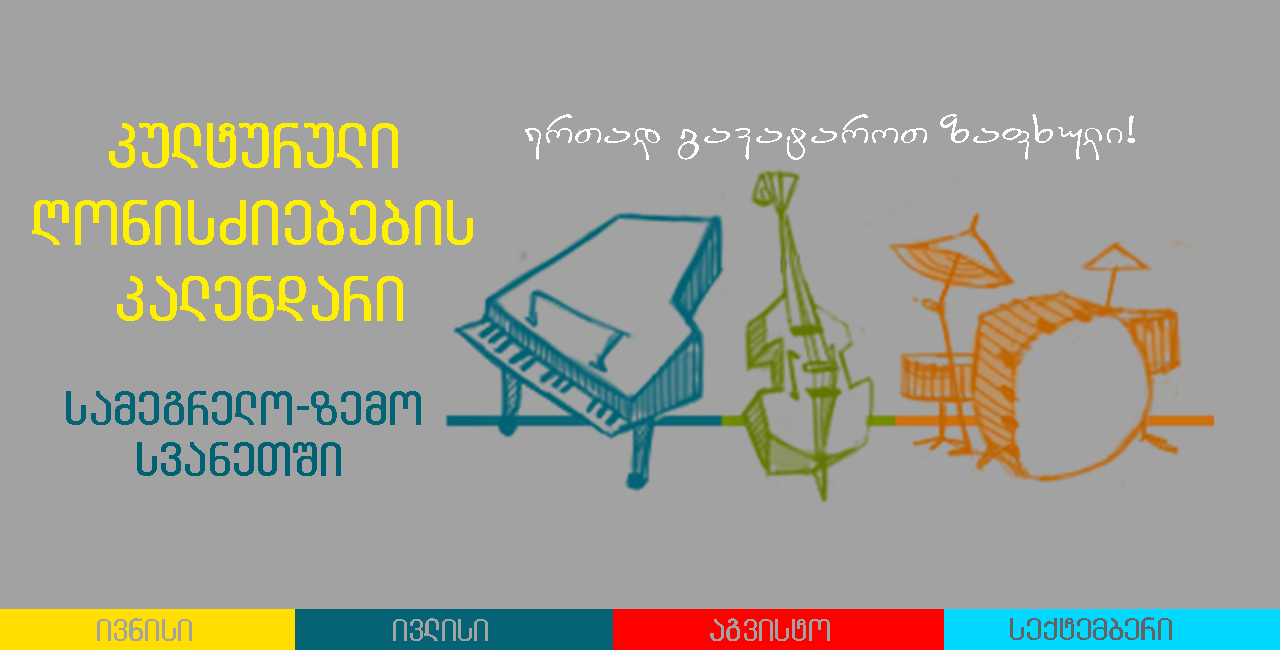 კულტურული
ღონისძიებების
კალენდარი
ერთად გავატაროთ ზაფხული!
სამეგრელო-ზემო
სვანეთში
ივნისი
ივლისი
აგვისტო
სექტემბერი